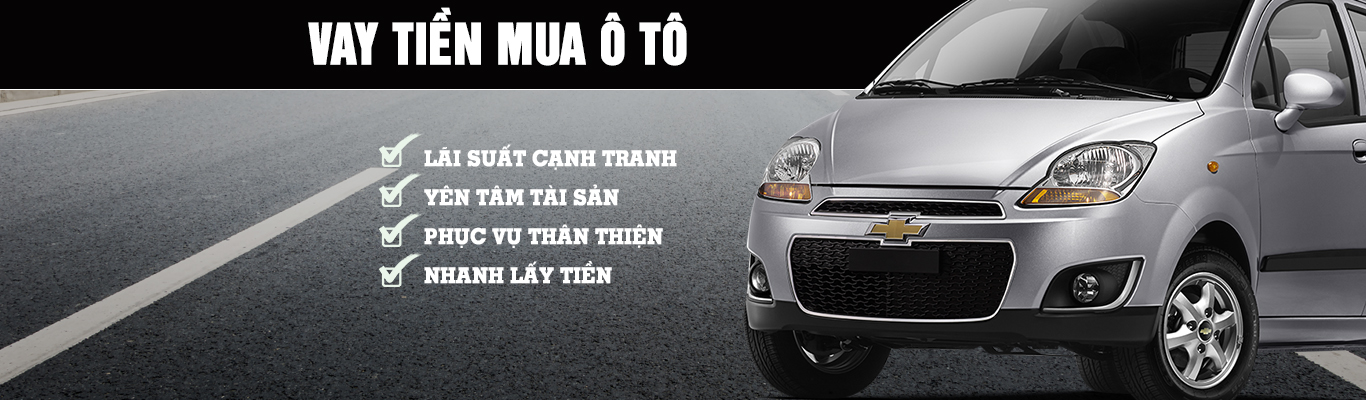 VAY TIỀN MUA Ô TÔ
LÃI SUẤT CẠNH TRANH
YÊN TÂM TÀI SẢN
PHỤC VỤ THÂN THIỆN
NHANH LẤY TIỀN